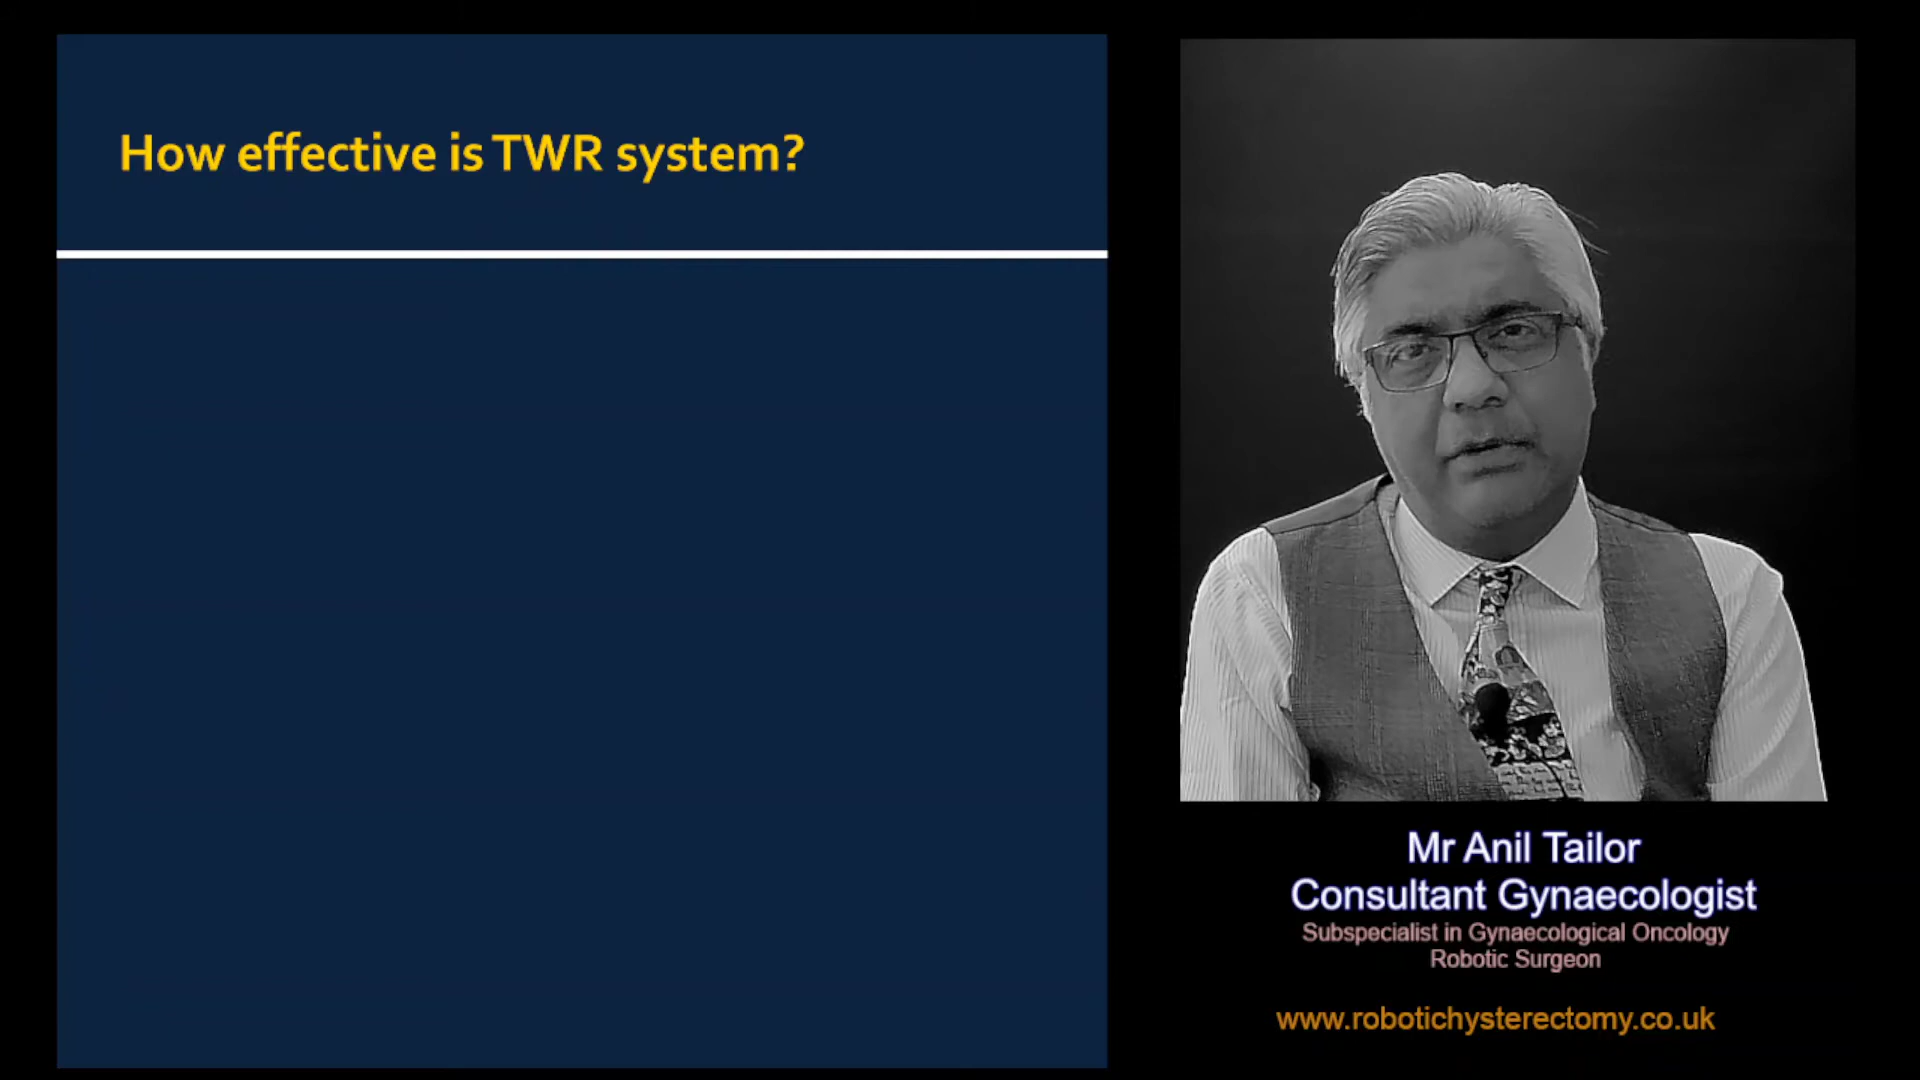 How effective is TWR system?
Mr Anil Tailor
Consultant Gynaecologist
Subspecialist in Gynaecological Oncology
Robotic Surgeon
www.robotichysterectomy.co.uk